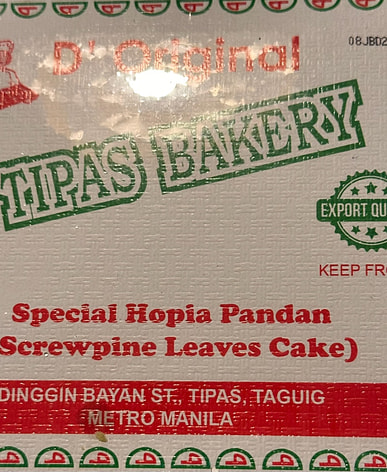 D' Original
08JBD2
TIPAS BAKERY
EXPORT QU
KEEP FR
Special Hopia Pandan
Screwpine Leaves Cake)
DINGGIN BAYAN ST., TIPAS, TAGUIG
METRO MANILA